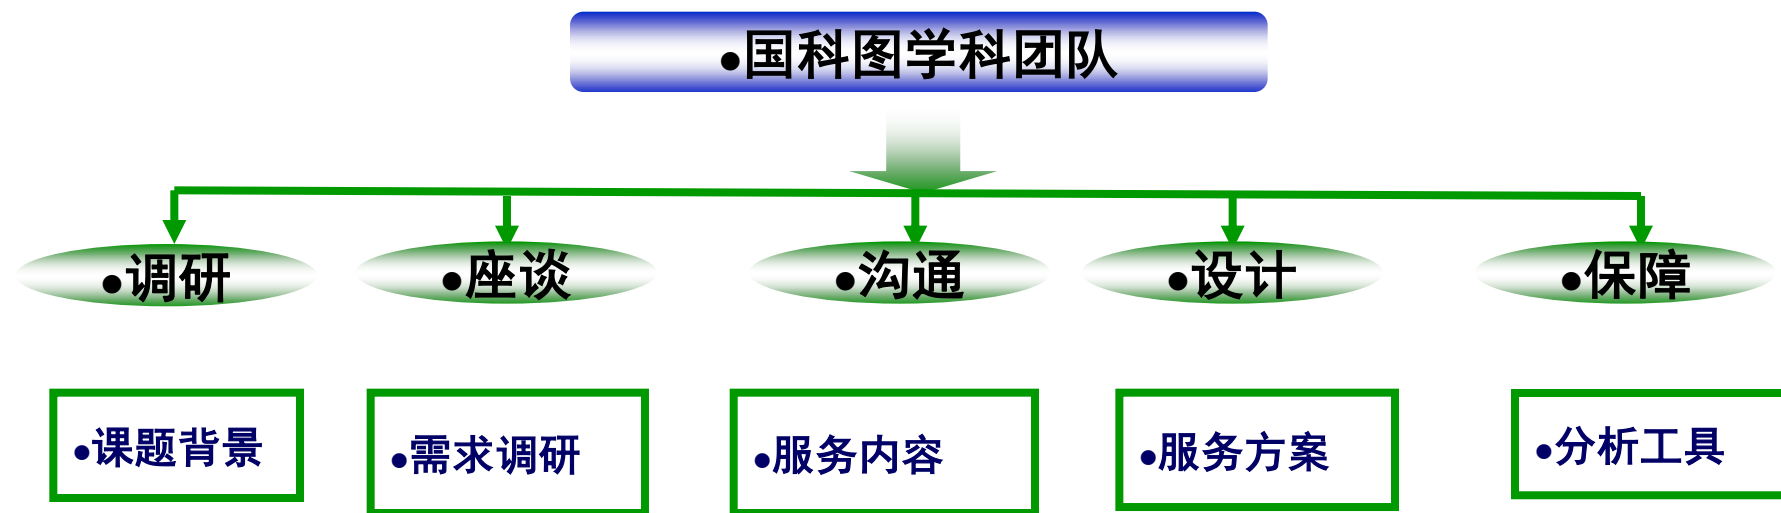 •国科图学科团队
•调研
•座谈
•沟通
•设计
•保障
•课题背景
•需求调研
•服务内容
•服务方案
•分析工具